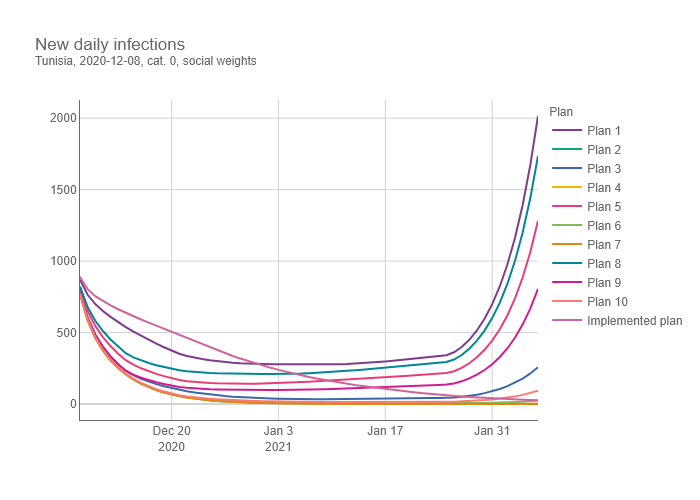 New daily infections
Tunisia, 2020-12-08, cat. 0, social weights
2000
1500
1000
500
0
Dec 20
2020
Jan 3
2021
Jan 17
Jan 31
Plan
Plan 1
Plan 2
Plan 3
Plan 4
Plan 5
Plan 6
Plan 7
Plan 8
Plan 9
Plan 10
Implemented plan